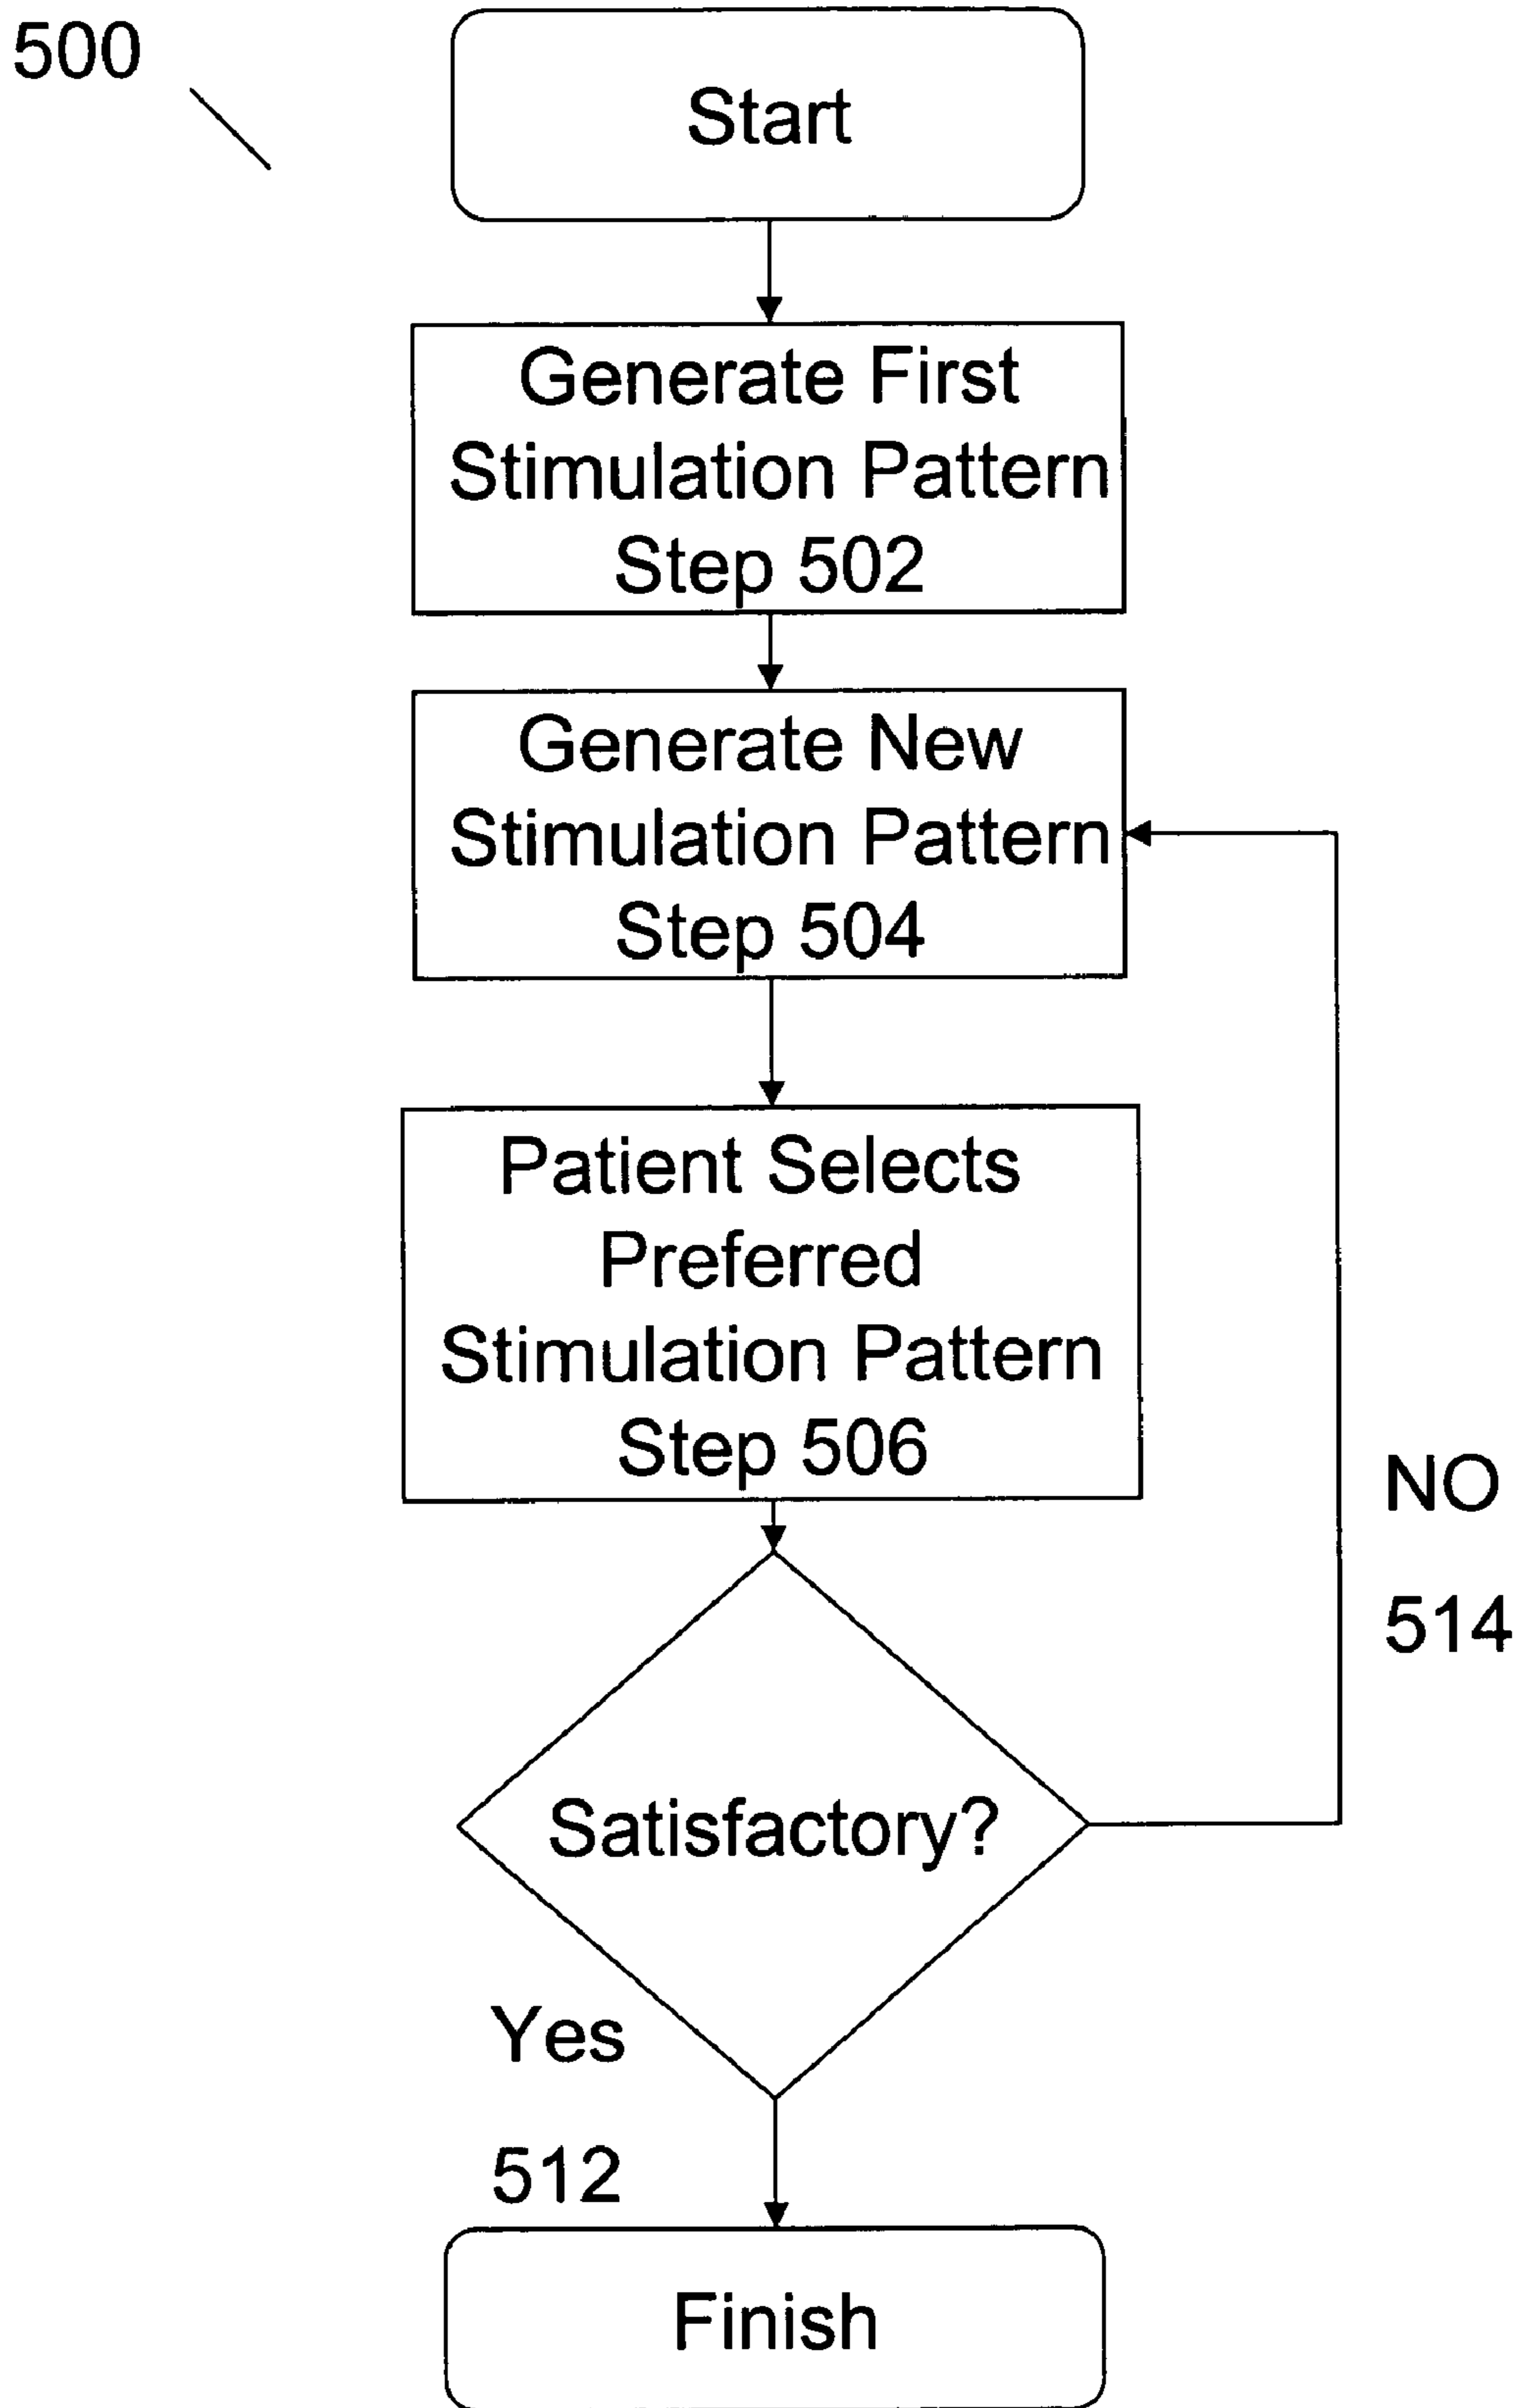 500
Start
Generate First
Stimulation Pattern
Step 502
Generate New
Stimulation Pattern
Step 504
Patient Selects
Preferred
Stimulation Pattern
Step 506
NO
514
Satisfactory?
Yes
512
Finish